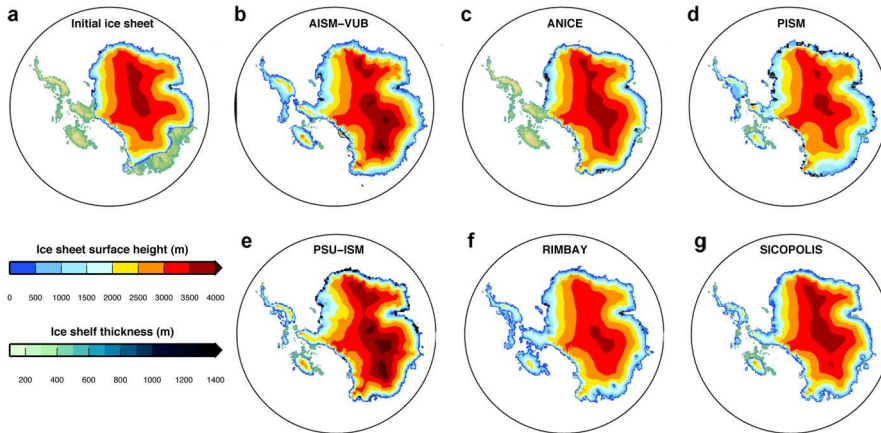 a
Initial ice sheet
b
AISM−VUB
c
ANICE
d
PISM
Ice sheet surface height (m)
0 500 1000 1500 2000 2500 3000 3500 4000
Ice shelf thickness (m)
200 400 600 800 1000 1200 1400
e
PSU−ISM
f
RIMBAY
g
SICOPOLIS